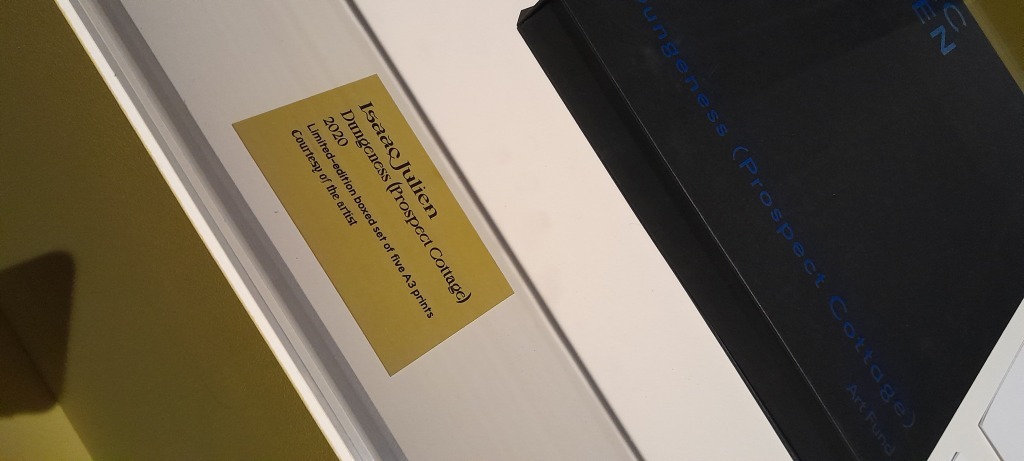 Isaac Julien
Dungeness (Prospect Cottage)
2020
Limited-edition boxed set of five A3 prints
Courtesy of the artist
C
EN
Dungeness (Prospect Cottage)
Art Fund